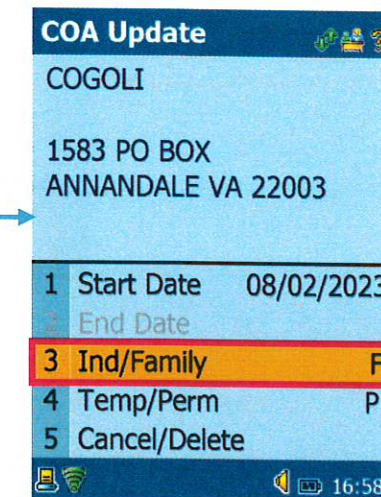 COA Update
COGOLI
1583 PO BOX
ANNANDALE VA 22003
1 Start Date 08/02/2023
2 End Date
3 Ind/Family F
4 Temp/Perm P
5 Cancel/Delete
16:58